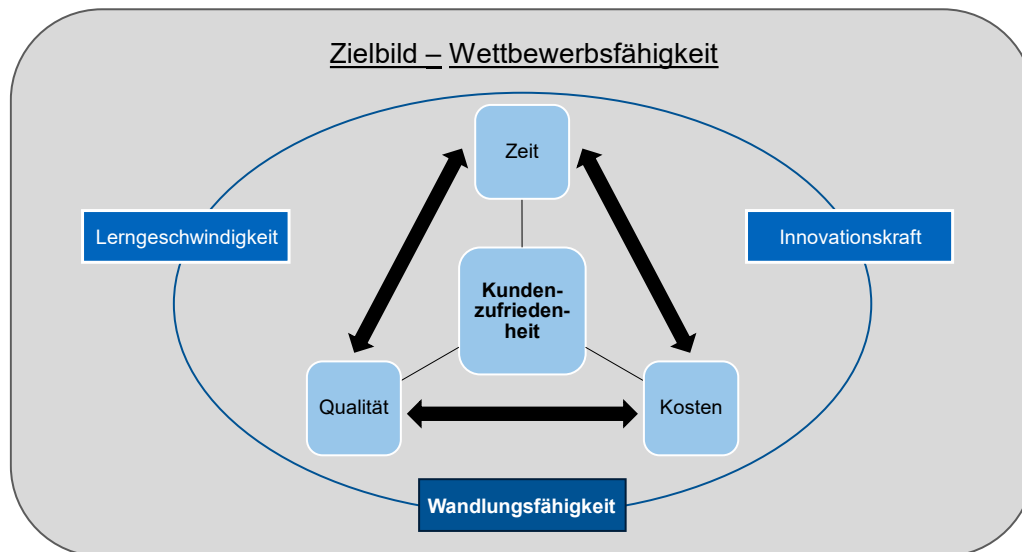 Zielbild – Wettbewerbsfähigkeit
Zeit
Lerngeschwindigkeit
Innovationskraft
Kunden-
zufrieden-
heit
Qualität
Kosten
Wandlungsfähigkeit